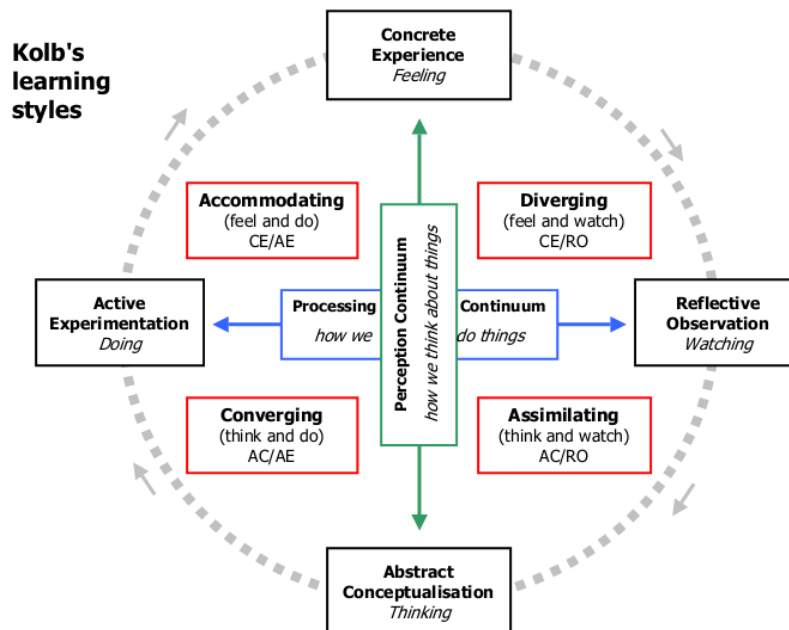 Kolb's
learning
styles
Concrete
Experience
Feeling
Accommodating
(feel and do)
CE/AE
Diverging
(feel and watch)
CE/RO
Active
Experimentation
Doing
Processing
how we
Perception Continuum
how we think about things
Continuum
do things
Reflective
Observation
Watching
Converging
(think and do)
AC/AE
Assimilating
(think and watch)
AC/RO
Abstract
Conceptualisation
Thinking